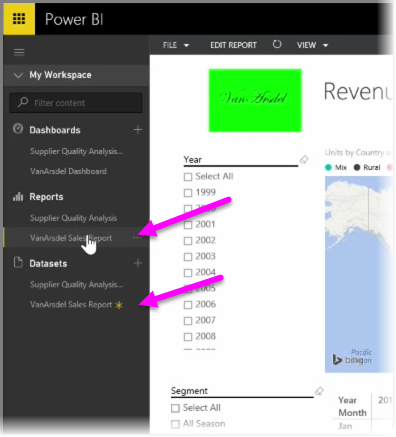 Power BI
FILE EDIT REPORT VIEW
My Workspace
Filter content
Dashboards
Supplier Quality Analysis...
VanArsdel Dashboard
Reports
Supplier Quality Analysis
VanArsdel Sales Report ...
Datasets
Supplier Quality Analysis...
VanArsdel Sales Report
VanArsdel
Revenu
Year
Select All
1999
2001
2002
2003
2004
2005
2006
2007
2008
Units by Country a
Mix Rural
Pacific
bing
Segment
Select All
All Season
Year 201
Month
Jan